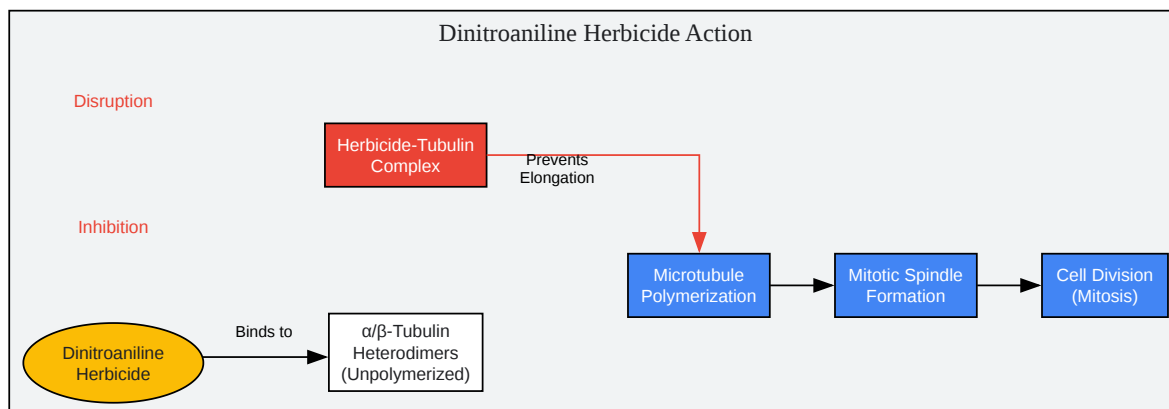 Dinitroaniline Herbicide Action
Disruption
Herbicide-Tubulin
Complex
Prevents
Elongation
Inhibition
Microtubule
Polymerization
Mitotic Spindle
Formation
Cell Division
(Mitosis)
Dinitroaniline
Herbicide
Binds to
α/β-Tubulin
Heterodimers
(Unpolymerized)